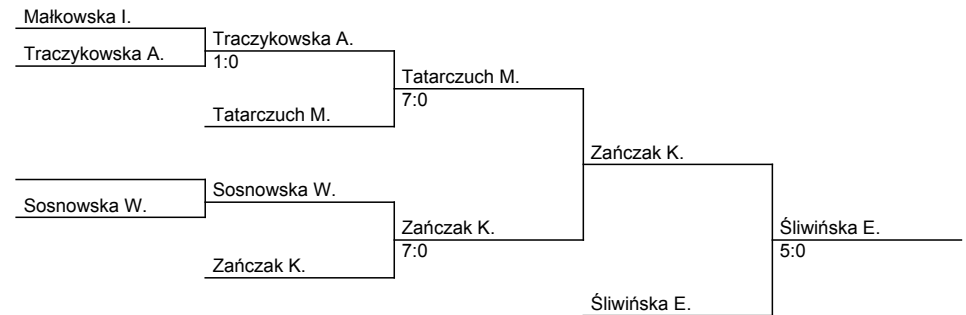 Małkowska I.
Traczykowska A.
Traczykowska A.
1:0
Tatarczuch M.
7:0
Tatarczuch M.
Zańczak K.
Sosnowska W.
Sosnowska W.
Zańczak K.
7:0
Śliwińska E.
5:0
Zańczak K.
Śliwińska E.